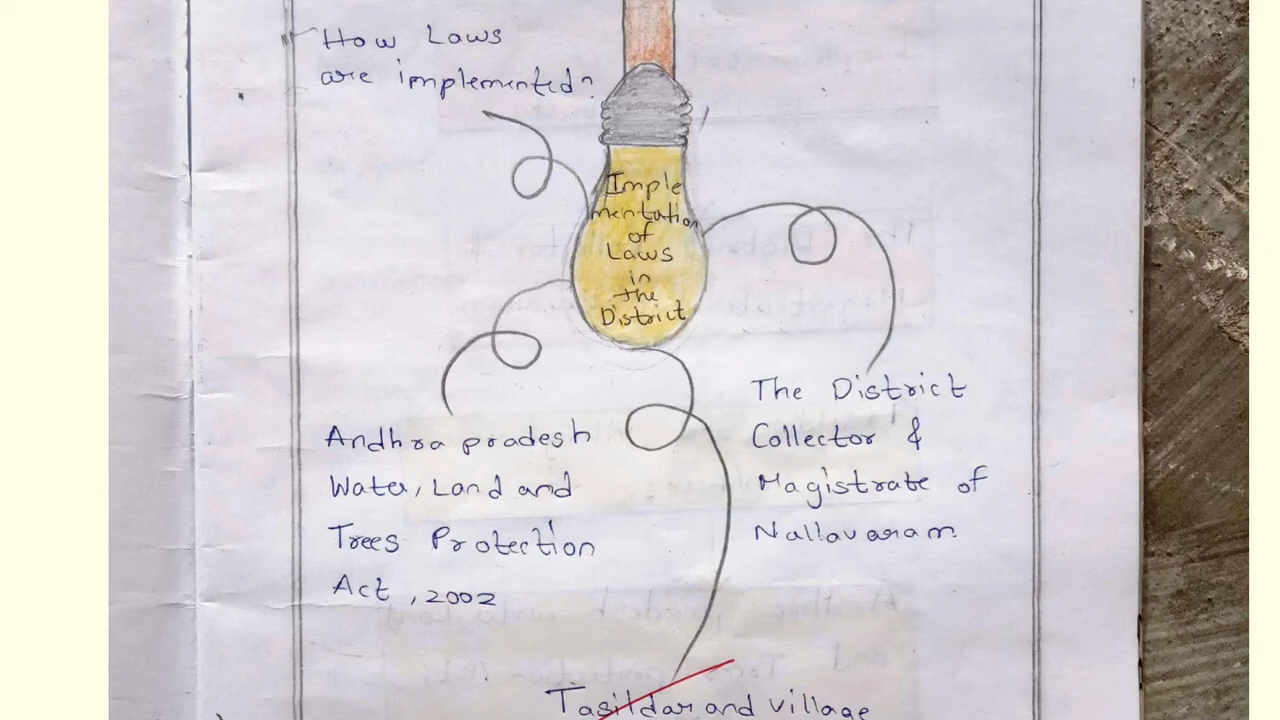 How Laws
are implemented?
Imple
mentation
of
Laws
in
the
District
The District
Collector &
Magistrate of
Nallavaram.
Andhra pradesh
Water, Land and
Trees Protection
Act, 2002
Tasildar and village